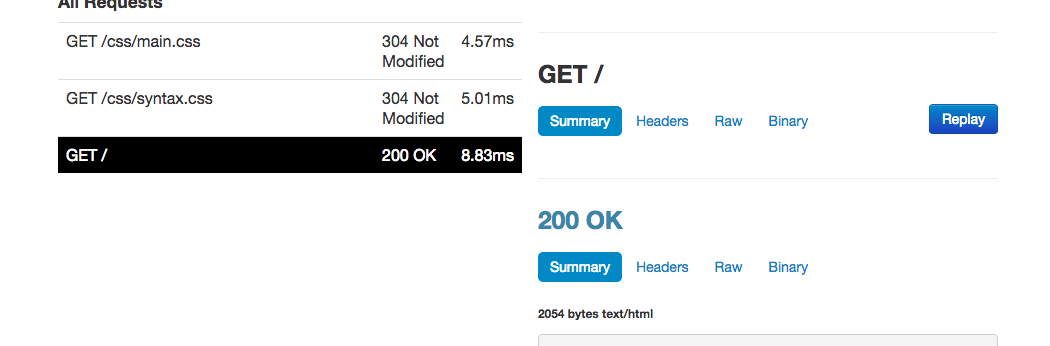 All Requests
GET /css/main.css 304 Not 4.57ms
Modified
GET /css/syntax.css 304 Not 5.01ms
Modified
GET / 200 OK 8.83ms
GET /
Summary Headers Raw Binary Replay
200 OK
Summary Headers Raw Binary
2054 bytes text/html